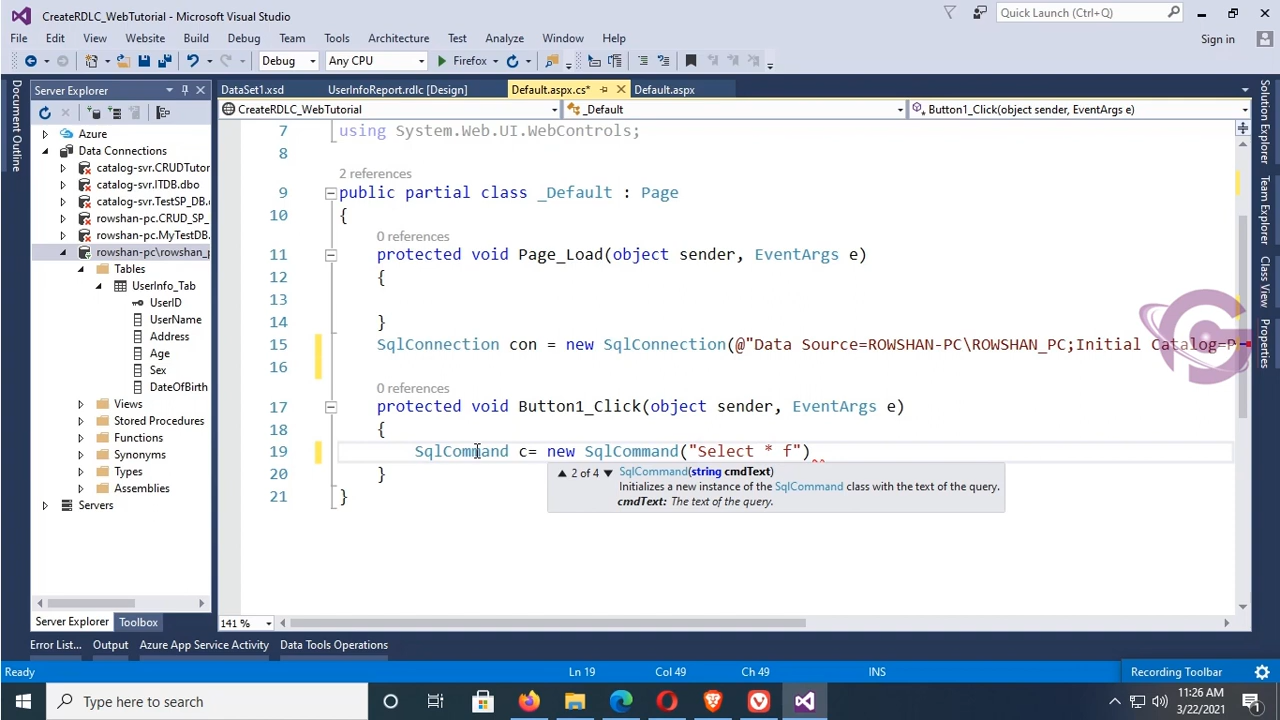 CreateRDLC_WebTutorial - Microsoft Visual Studio
Quick Launch (Ctrl+Q)
File Edit View Website Build Debug Team Tools Architecture Test Analyze Window Help
Sign in
Debug Any CPU Firefox
Document Outline
Server Explorer
DataSet1.xsd UserInfoReport.rdlc [Design] Default.aspx.cs* Default.aspx
CreateRDLC_WebTutorial _Default Button1_Click(object sender, EventArgs e)
Azure
Data Connections
catalog-svr.CRUDTutor
catalog-svr.ITDB.dbo
catalog-svr.TestSP_DB.
rowshan-pc.CRUD_SP_
rowshan-pc.MyTestDB.
rowshan-pc\rowshan_p
Tables
UserInfo_Tab
UserID
UserName
Address
Age
Sex
DateOfBirth
Views
Stored Procedures
Functions
Synonyms
Types
Assemblies
Servers
Server Explorer Toolbox
7 using System.Web.UI.WebControls;
8
2 references
9 public partial class _Default : Page
10 {
0 references
11 protected void Page_Load(object sender, EventArgs e)
12 {
13
14 }
15 SqlConnection con = new SqlConnection(@"Data Source=ROWSHAN-PC\ROWSHAN_PC;Initial Catalog=
16
0 references
17 protected void Button1_Click(object sender, EventArgs e)
18 {
19 SqlCommand c= new SqlCommand("Select * f")
20 }
21 }
2 of 4 SqlCommand(string cmdText)
Initializes a new instance of the SqlCommand class with the text of the query.
cmdText: The text of the query.
Solution Explorer
Team Explorer
Class View
Properties
141 %
Error List... Output Azure App Service Activity Data Tools Operations
Ready Ln 19 Col 49 Ch 49 INS Recording Toolbar
Type here to search
11:26 AM
3/22/2021